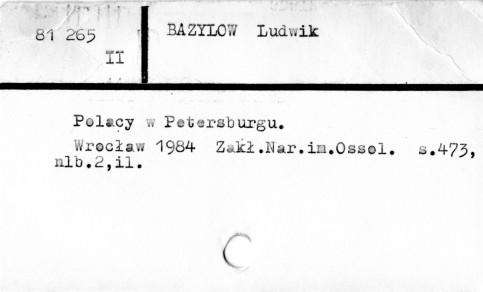 81 265
II
BAZYLOW Ludwik
Polacy w Petersburgu.
Wrocław 1984 Zakł.Nar.im.Ossol. s.473,
nlb.2,il.